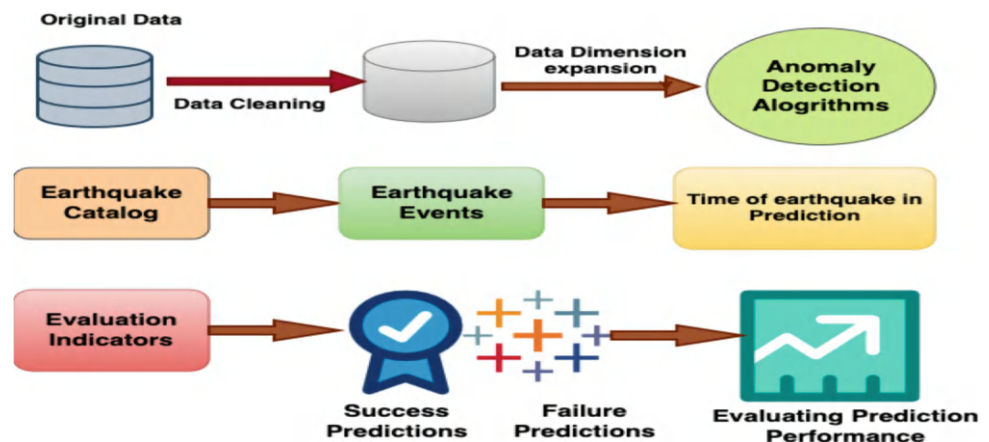 Original Data
Data Cleaning
Data Dimension
expansion
Anomaly
Detection
Alogrithms
Earthquake
Catalog
Earthquake
Events
Time of earthquake in
Prediction
Evaluation
Indicators
Success
Predictions
Failure
Predictions
Evaluating Prediction
Performance